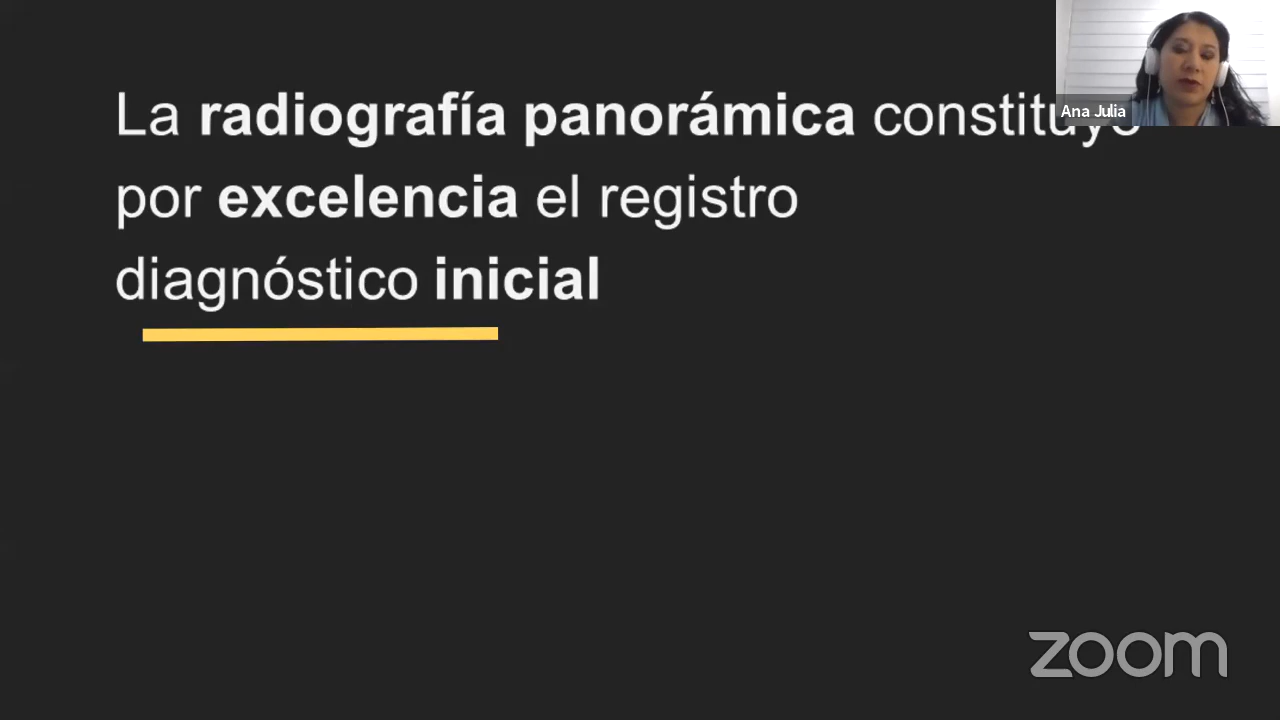 La radiografía panorámica constituye
por excelencia el registro
diagnóstico inicial
Ana Julia
zoom